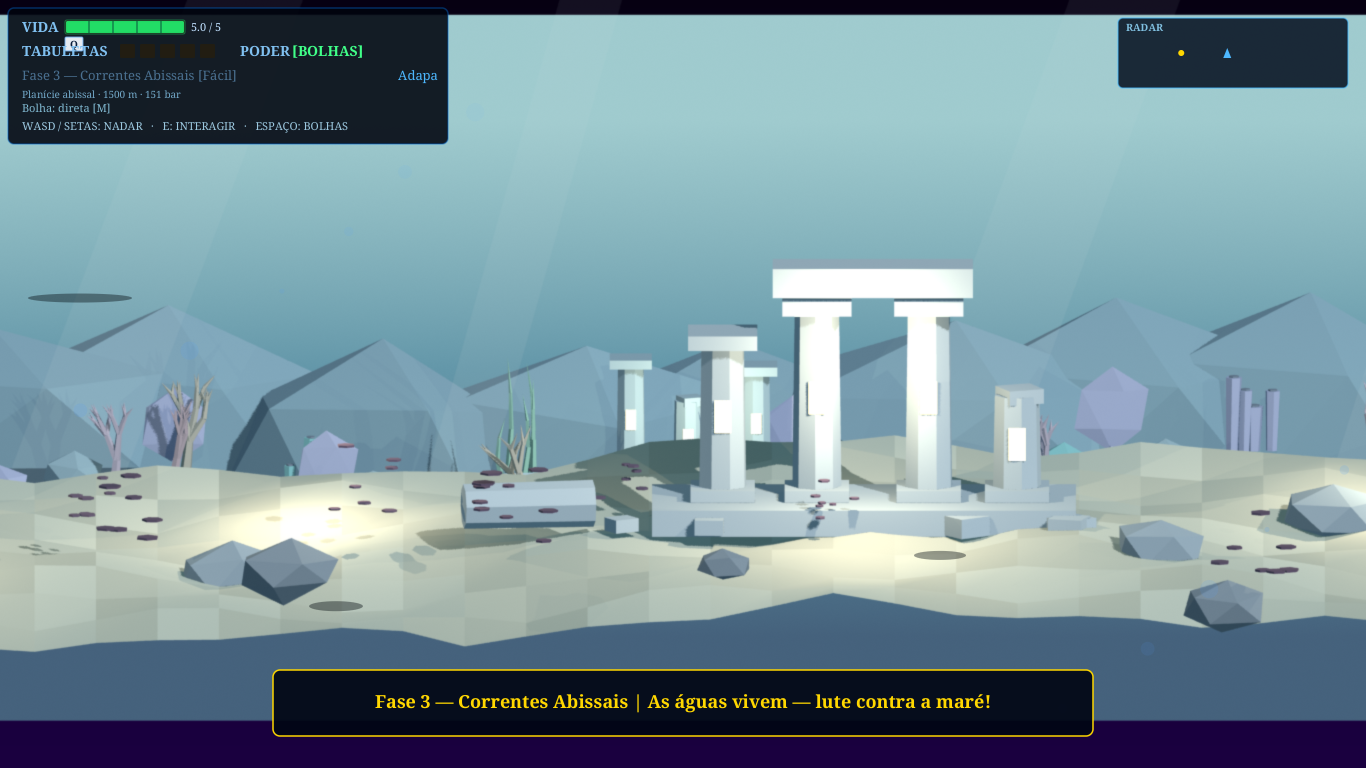 VIDA 5.0 / 5
TABULETAS PODER [BOLHAS]
Fase 3 — Correntes Abissais [Fácil] Adapa
Planície abissal · 1500 m · 151 bar
Bolha: direta [M]
WASD / SETAS: NADAR · E: INTERAGIR · ESPAÇO: BOLHAS
RADAR
Fase 3 — Correntes Abissais | As águas vivem — lute contra a maré!